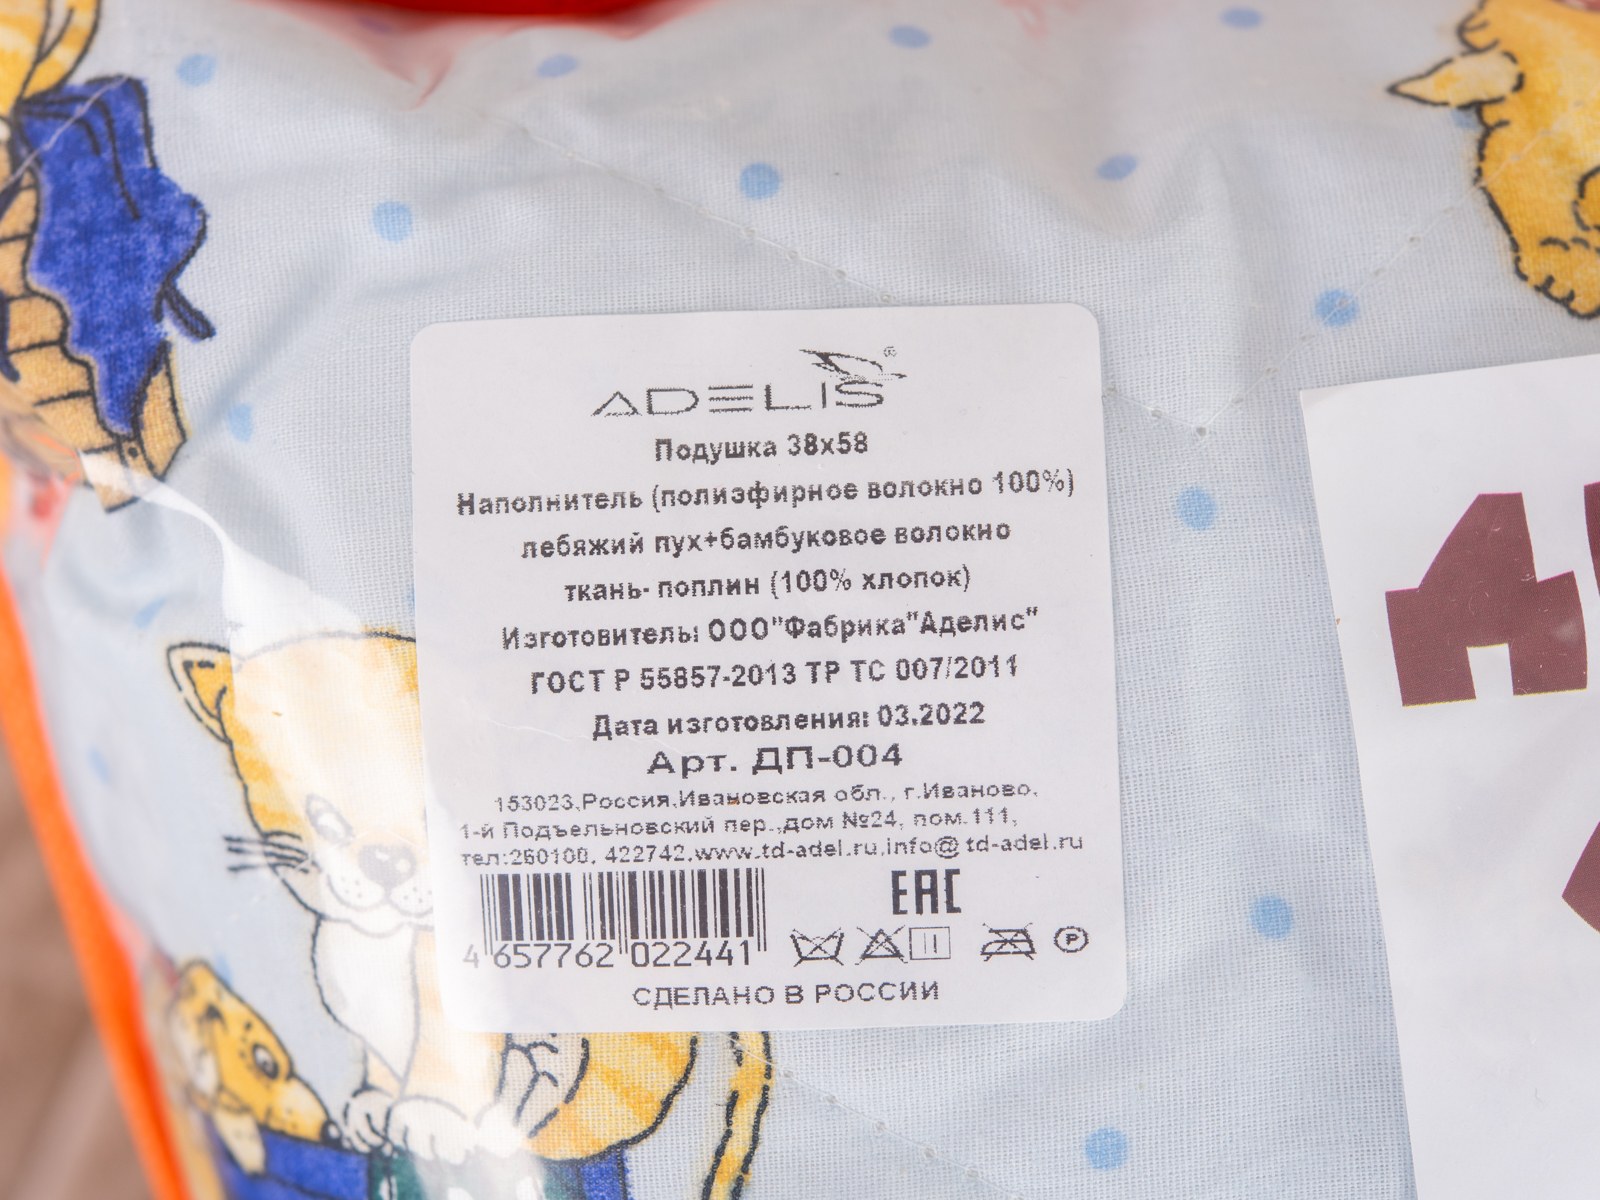 ADELIS®
Подушка 38х58
Наполнитель (полиэфирное волокно 100%)
лебяжий пух+бамбуковое волокно
ткань- поплин (100% хлопок)
Изготовитель: ООО"Фабрика"Аделис"
ГОСТ Р 55857-2013 ТР ТС 007/2011
Дата изготовления: 03.2022
Арт. ДП-004
153023,Россия,Ивановская обл., г.Иваново,
1-й Подъельновский пер.,дом №24, пом.111,
тел:260100, 422742,www.td-adel.ru,info@td-adel.ru
EAC
4 657762 022441
P
СДЕЛАНО В РОССИИ